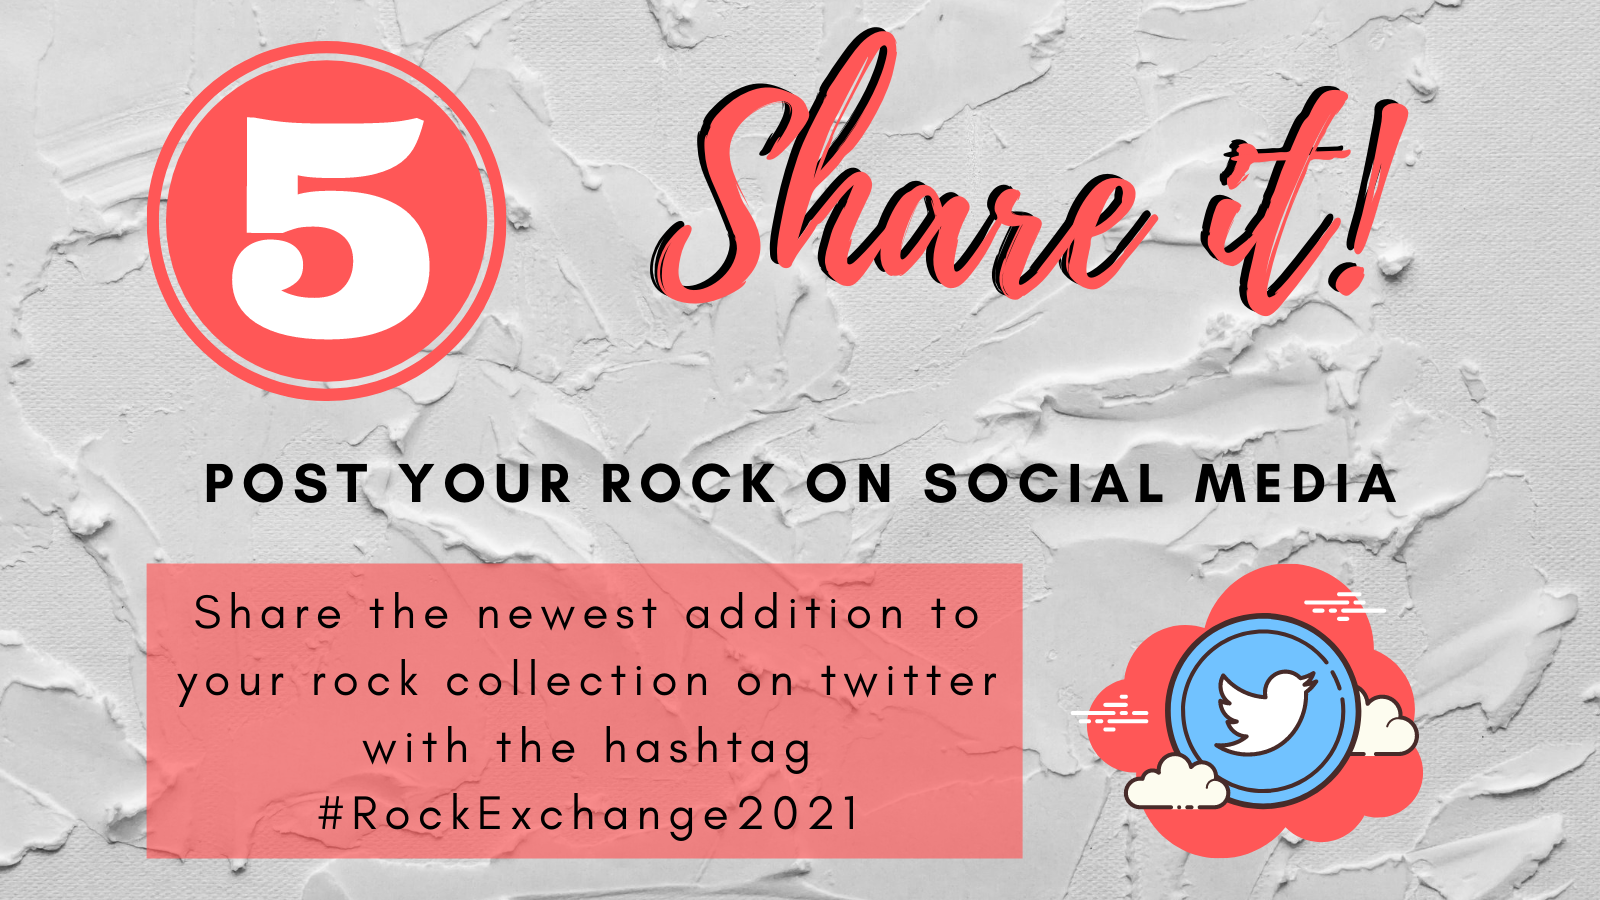 5
Share it!
POST YOUR ROCK ON SOCIAL MEDIA
Share the newest addition to
your rock collection on twitter
with the hashtag
#RockExchange2021